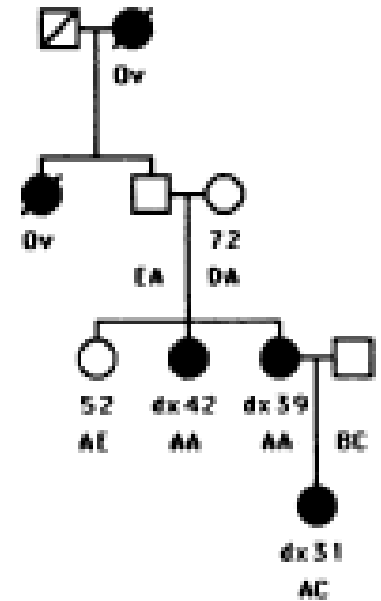 Ov
Ov
72
EA DA
52 dx42 dx39
AE AA AA BC
dx31
AC